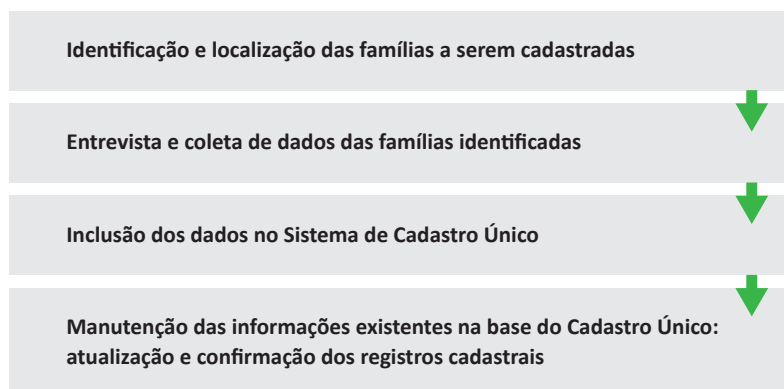 Identificação e localização das famílias a serem cadastradas
Entrevista e coleta de dados das famílias identificadas
Inclusão dos dados no Sistema de Cadastro Único
Manutenção das informações existentes na base do Cadastro Único:
atualização e confirmação dos registros cadastrais